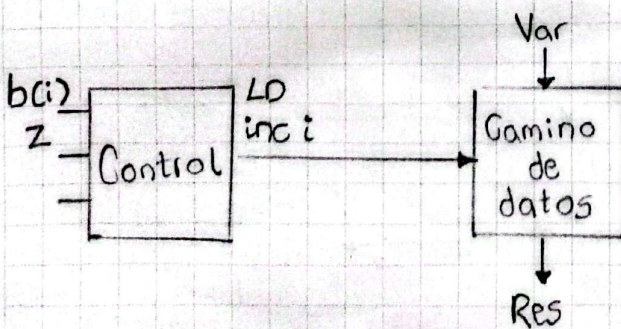 Var
b(i)
Z
LD
inc i
Control
Camino
de
datos
Res